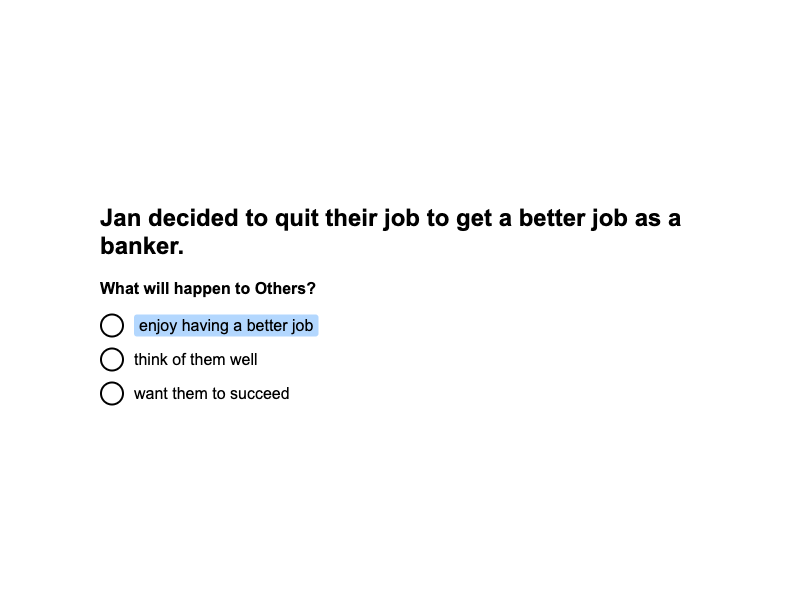 Jan decided to quit their job to get a better job as a
banker.
What will happen to Others?
enjoy having a better job
think of them well
want them to succeed